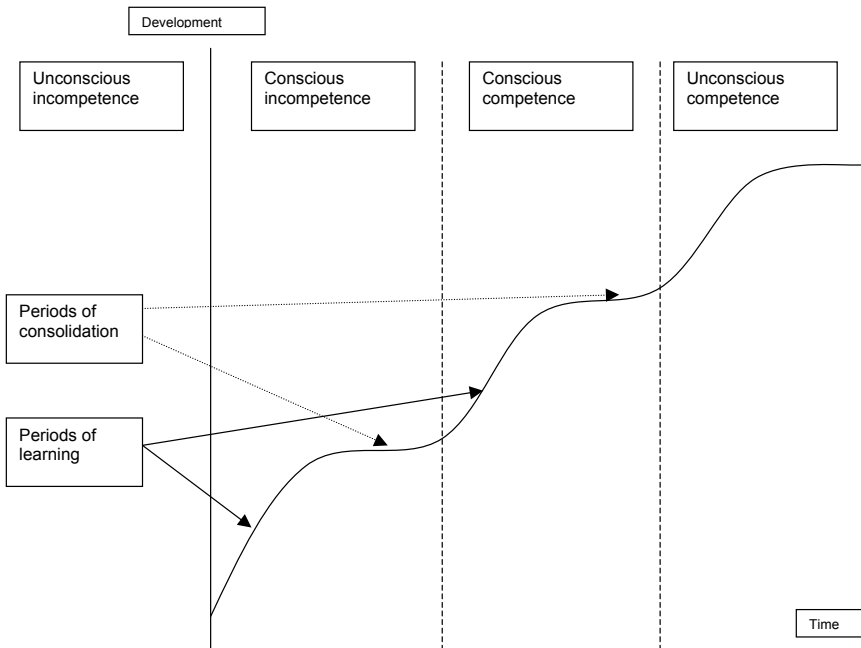 Development
Unconscious
incompetence
Conscious
incompetence
Conscious
competence
Unconscious
competence
Periods of
consolidation
Periods of
learning
Time